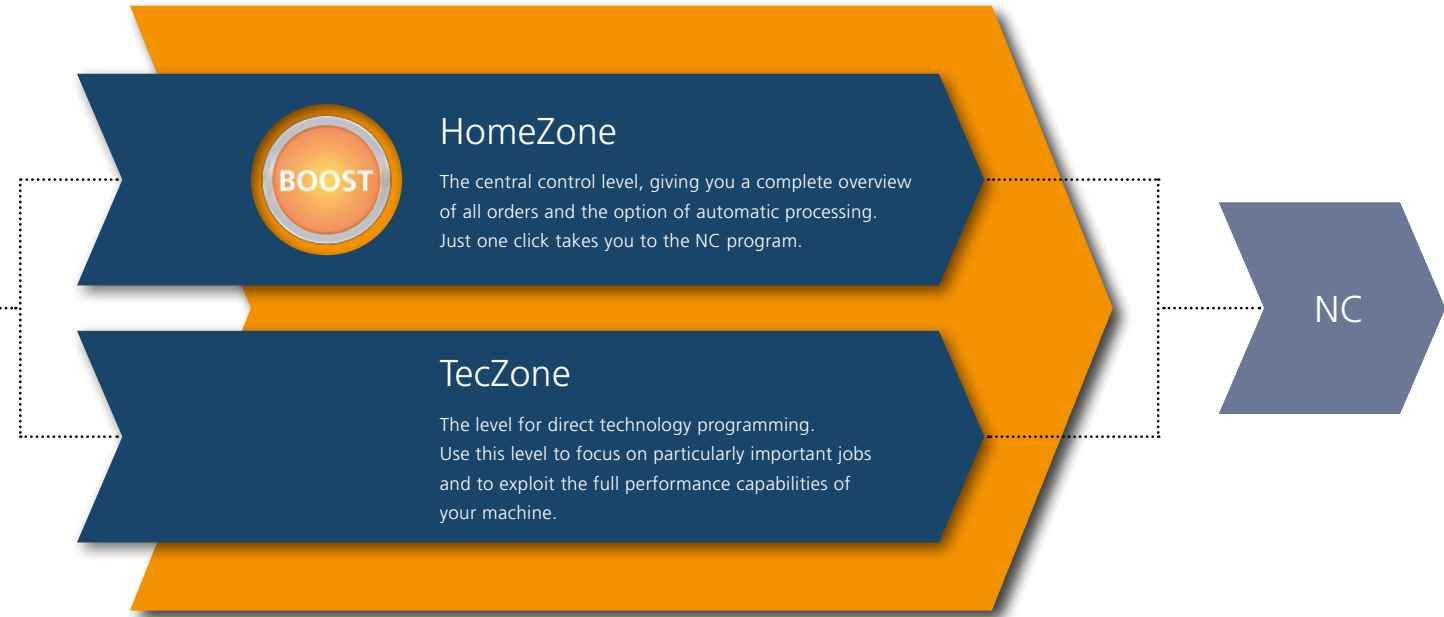 BOOST
HomeZone
The central control level, giving you a complete overview
of all orders and the option of automatic processing.
Just one click takes you to the NC program.
TecZone
The level for direct technology programming.
Use this level to focus on particularly important jobs
and to exploit the full performance capabilities of
your machine.
NC